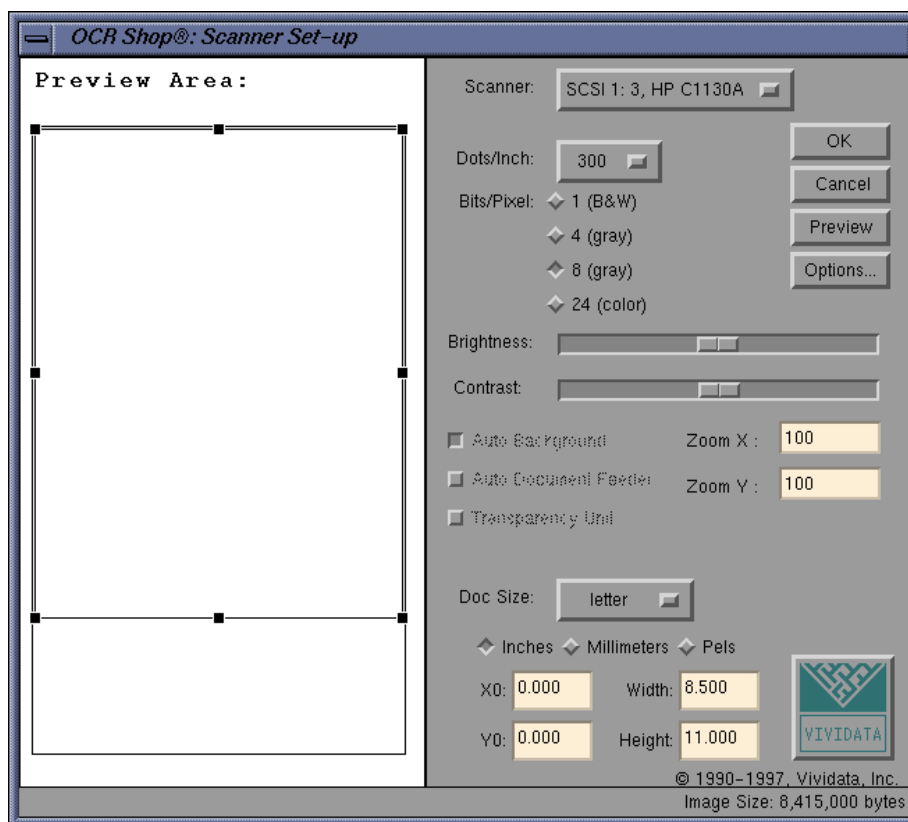 OCR Shop®: Scanner Set-up
Preview Area:
Scanner: SCSI 1: 3, HP C1130A
Dots/Inch: 300
Bits/Pixel: 1 (B&W)
4 (gray)
8 (gray)
24 (color)
OK
Cancel
Preview
Options...
Brightness:
Contrast:
Auto Background
Auto Document Feeder
Transparency Unit
Zoom X : 100
Zoom Y : 100
Doc Size: letter
Inches Millimeters Pels
X0: 0.000 Width: 8.500
Y0: 0.000 Height: 11.000
VIVIDATA
© 1990-1997, Vividata, Inc.
Image Size: 8,415,000 bytes